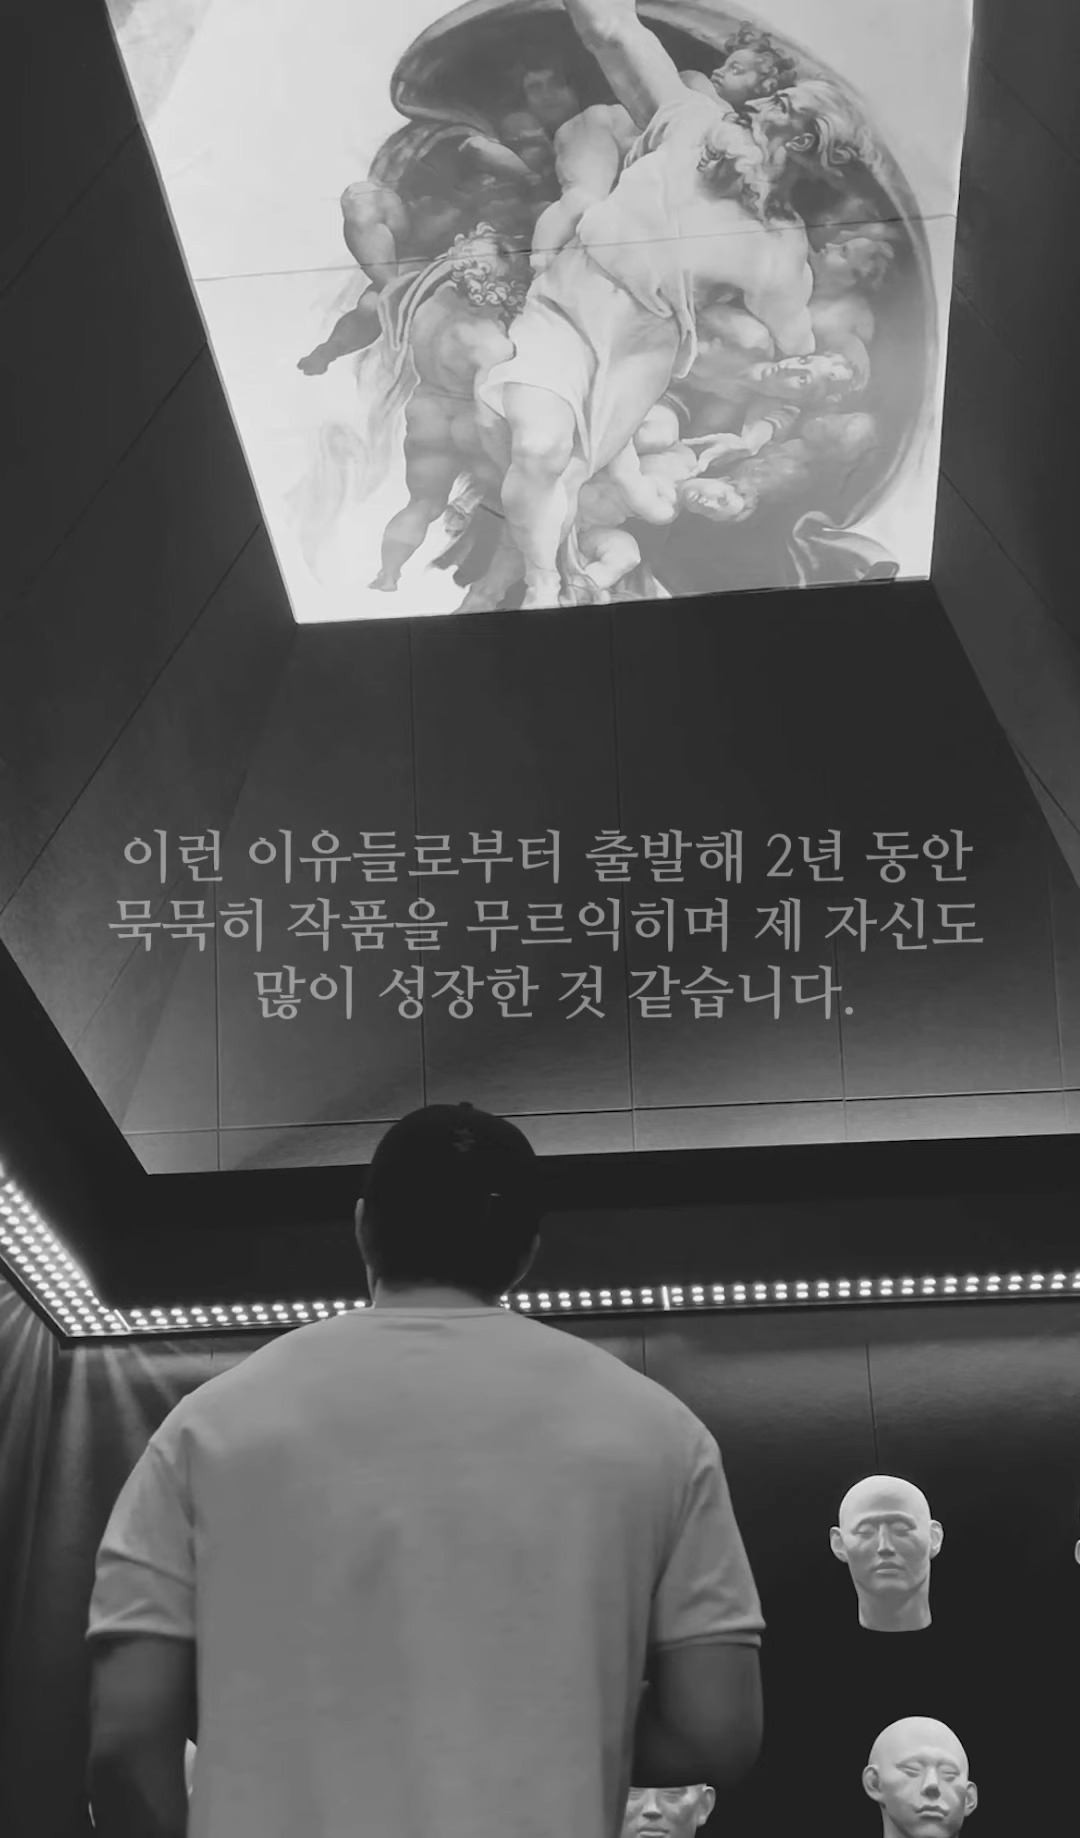 이런 이유들로부터 출발해 2년 동안
묵묵히 작품을 무르익히며 제 자신도
많이 성장한 것 같습니다.